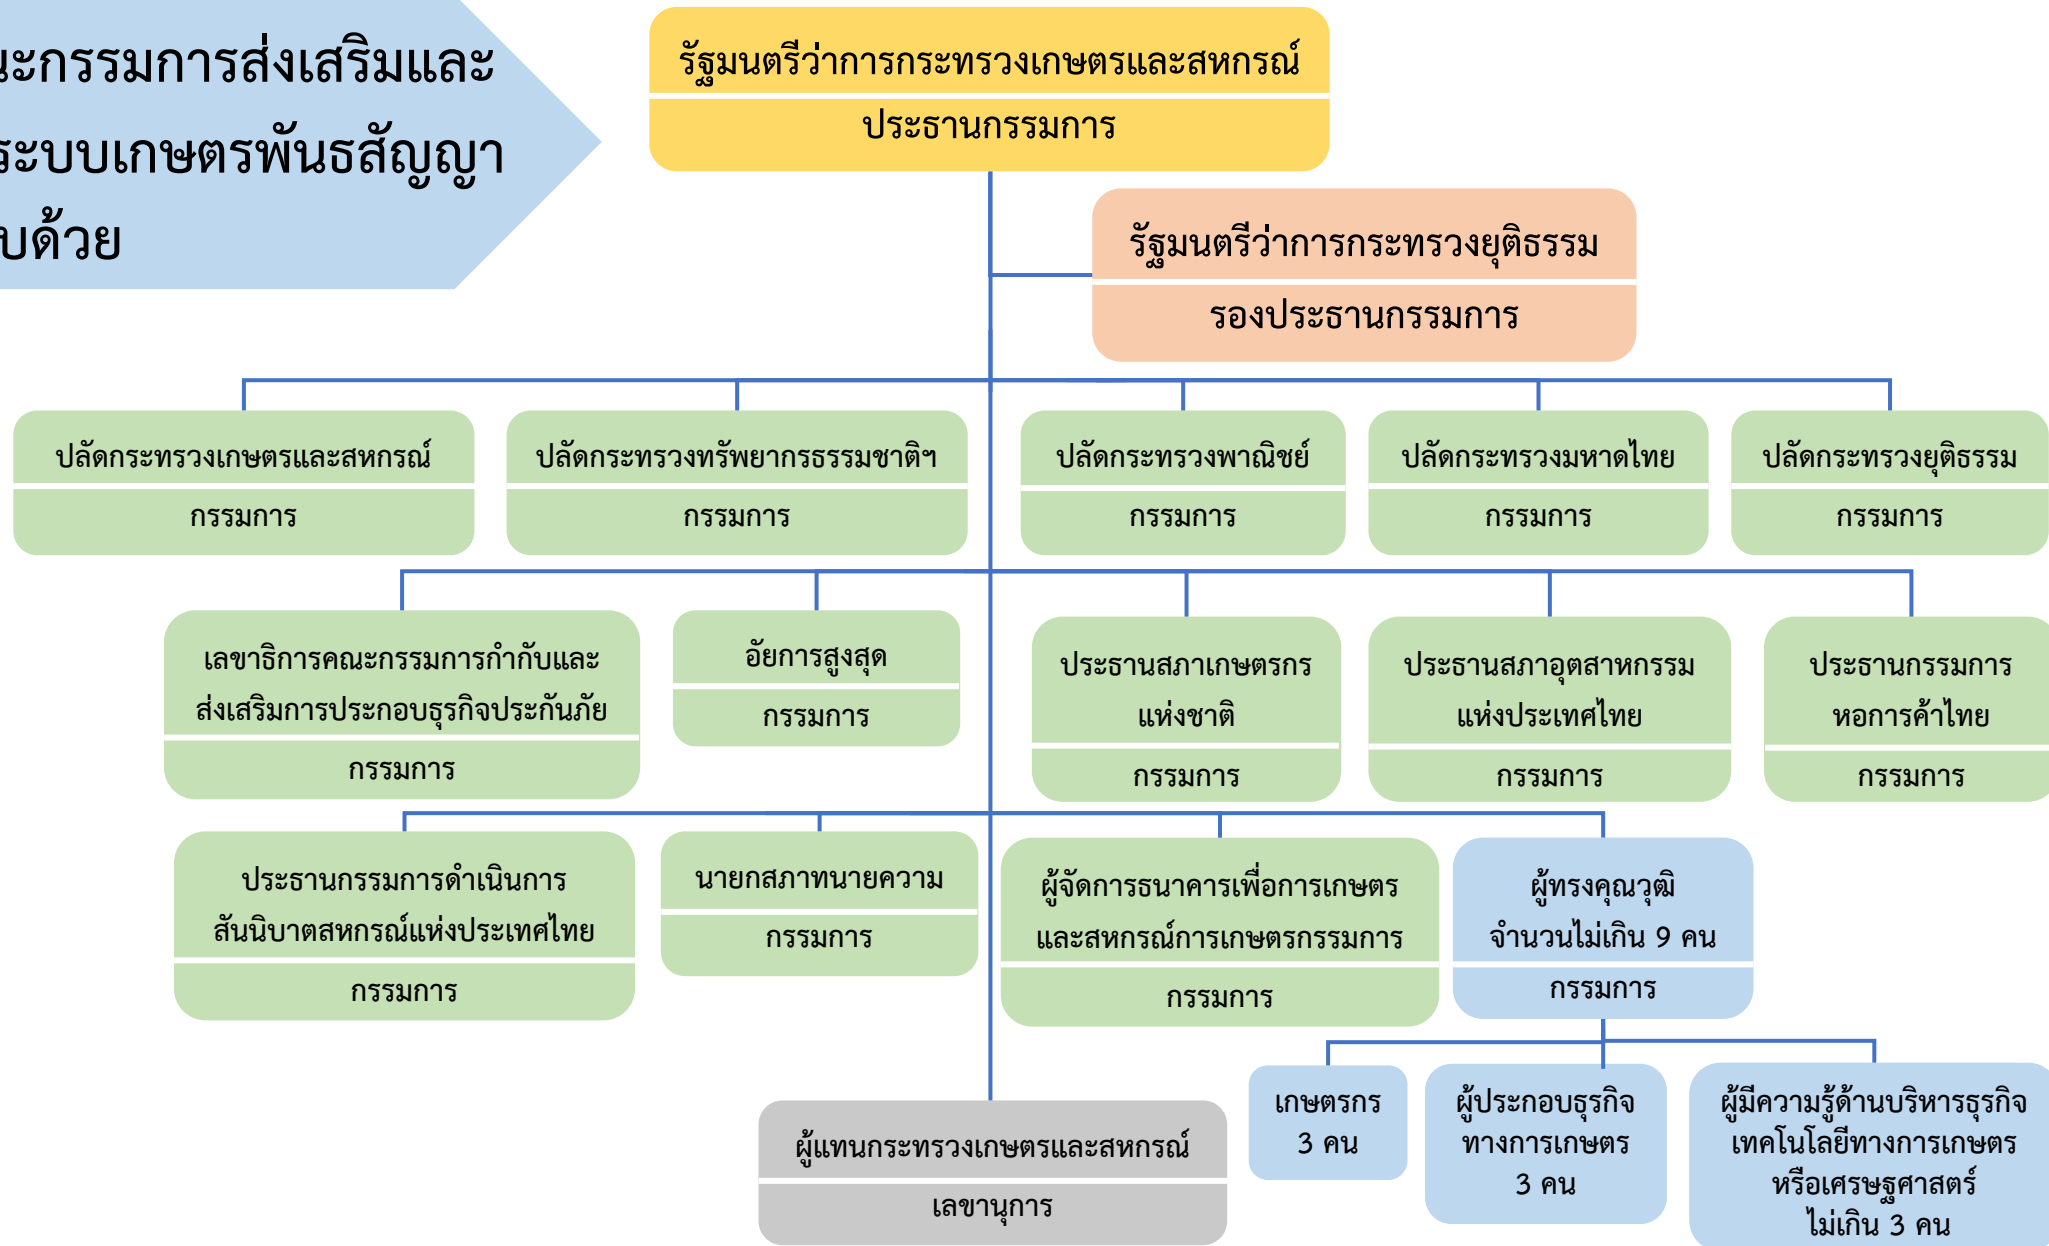 ะกรรมการส่งเสริมและ
ระบบเกษตรพันธสัญญา
บด้วย
รัฐมนตรีว่าการกระทรวงเกษตรและสหกรณ์
ประธานกรรมการ
รัฐมนตรีว่าการกระทรวงยุติธรรม
รองประธานกรรมการ
ปลัดกระทรวงเกษตรและสหกรณ์
กรรมการ
ปลัดกระทรวงทรัพยากรธรรมชาติฯ
กรรมการ
ปลัดกระทรวงพาณิชย์
กรรมการ
ปลัดกระทรวงมหาดไทย
กรรมการ
ปลัดกระทรวงยุติธรรม
กรรมการ
เลขาธิการคณะกรรมการกำกับและ
ส่งเสริมการประกอบธุรกิจประกันภัย
กรรมการ
อัยการสูงสุด
กรรมการ
ประธานสภาเกษตรกร
แห่งชาติ
กรรมการ
ประธานสภาอุตสาหกรรม
แห่งประเทศไทย
กรรมการ
ประธานกรรมการ
หอการค้าไทย
กรรมการ
ประธานกรรมการดำเนินการ
สันนิบาตสหกรณ์แห่งประเทศไทย
กรรมการ
นายกสภาทนายความ
กรรมการ
ผู้จัดการธนาคารเพื่อการเกษตร
และสหกรณ์การเกษตรกรรมการ
กรรมการ
ผู้ทรงคุณวุฒิ
จำนวนไม่เกิน 9 คน
กรรมการ
เกษตรกร
3 คน
ผู้ประกอบธุรกิจ
ทางการเกษตร
3 คน
ผู้มีความรู้ด้านบริหารธุรกิจ
เทคโนโลยีทางการเกษตร
หรือเศรษฐศาสตร์
ไม่เกิน 3 คน
ผู้แทนกระทรวงเกษตรและสหกรณ์
เลขานุการ